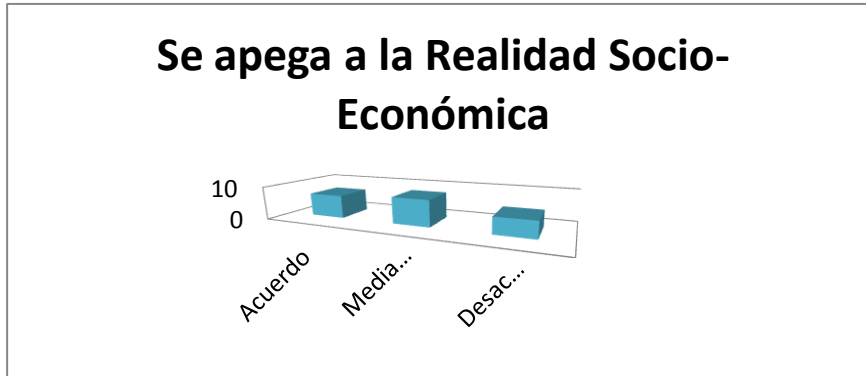 Se apega a la Realidad Socio-
Económica
10
0
Acuerdo
Media...
Desac...